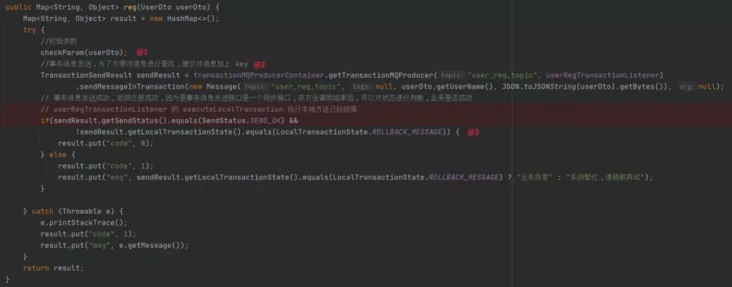 public Map<String, Object> reg(UserDto userDto) {
Map<String, Object> result = new HashMap<>();
try {
//校验参数
checkParam(userDto); @1
//事务消息发送，为了方便对消息进行查找，建议对消息加上 key @2
TransactionSendResult sendResult = transactionMQProducerContainer.getTransactionMQProducer( topic: "user_reg_topic", userRegTransactionListener)
.sendMessageInTransaction(new Message( topic: "user_reg_topic", tags: null, userDto.getUserName(), JSON.toJSONString(userDto).getBytes()), arg: null);
// 事务消息发送成功，返回注册成功，因为是事务消息发送接口是一个同步接口，该方法调用结束后，可以对状态进行判断，业务是否成功
// userRegTransactionListener 的 executeLocalTransaction 执行本地方法已经结束
if(sendResult.getSendStatus().equals(SendStatus.SEND_OK) &&
!sendResult.getLocalTransactionState().equals(LocalTransactionState.ROLLBACK_MESSAGE)) { @3
result.put("code", 0);
} else {
result.put("code", 1);
result.put("msg", sendResult.getLocalTransactionState().equals(LocalTransactionState.ROLLBACK_MESSAGE) ? "业务异常" : "系统繁忙，请稍候再试");
}
} catch (Throwable e) {
e.printStackTrace();
result.put("code", 1);
result.put("msg", e.getMessage());
}
return result;
}